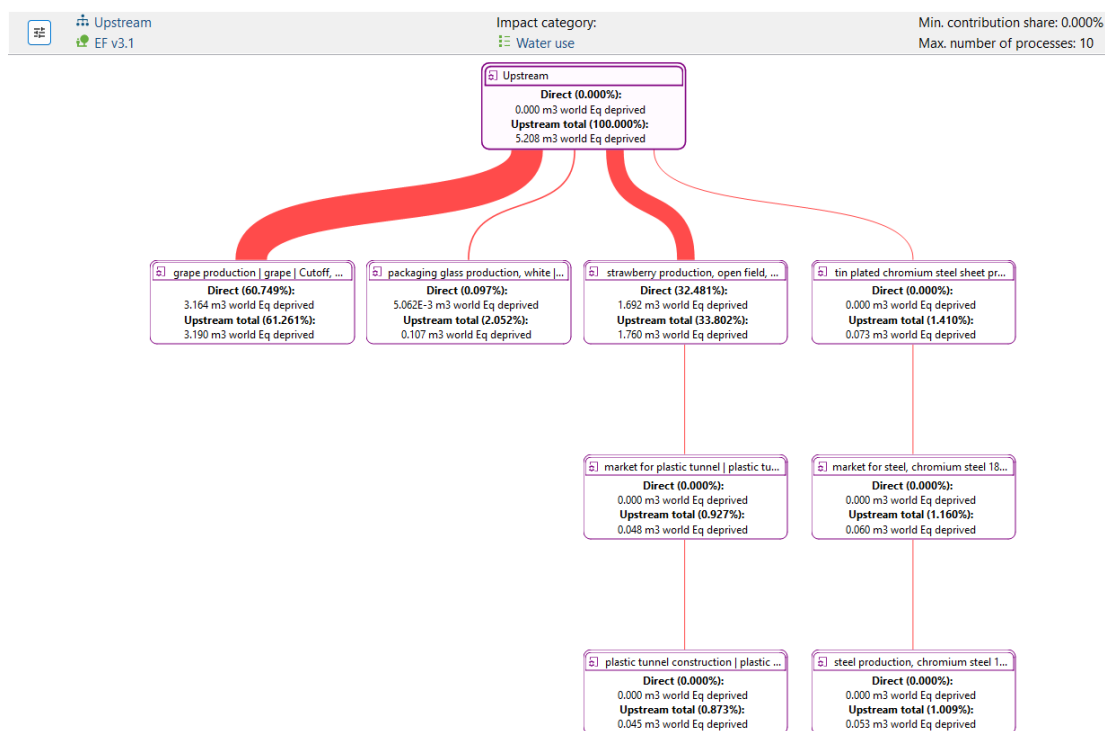 Upstream
EF v3.1
Impact category:
Water use
Min. contribution share: 0.000%
Max. number of processes: 10
Upstream
Direct (0.000%):
0.000 m3 world Eq deprived
Upstream total (100.000%):
5.208 m3 world Eq deprived
grape production | grape | Cutoff, ...
Direct (60.749%):
3.164 m3 world Eq deprived
Upstream total (61.261%):
3.190 m3 world Eq deprived
packaging glass production, white |...
Direct (0.097%):
5.062E-3 m3 world Eq deprived
Upstream total (2.052%):
0.107 m3 world Eq deprived
strawberry production, open field, ...
Direct (32.481%):
1.692 m3 world Eq deprived
Upstream total (33.802%):
1.760 m3 world Eq deprived
tin plated chromium steel sheet pr...
Direct (0.000%):
0.000 m3 world Eq deprived
Upstream total (1.410%):
0.073 m3 world Eq deprived
market for plastic tunnel | plastic tu...
Direct (0.000%):
0.000 m3 world Eq deprived
Upstream total (0.927%):
0.048 m3 world Eq deprived
market for steel, chromium steel 18...
Direct (0.000%):
0.000 m3 world Eq deprived
Upstream total (1.160%):
0.060 m3 world Eq deprived
plastic tunnel construction | plastic ...
Direct (0.000%):
0.000 m3 world Eq deprived
Upstream total (0.873%):
0.045 m3 world Eq deprived
steel production, chromium steel 1...
Direct (0.000%):
0.000 m3 world Eq deprived
Upstream total (1.009%):
0.053 m3 world Eq deprived